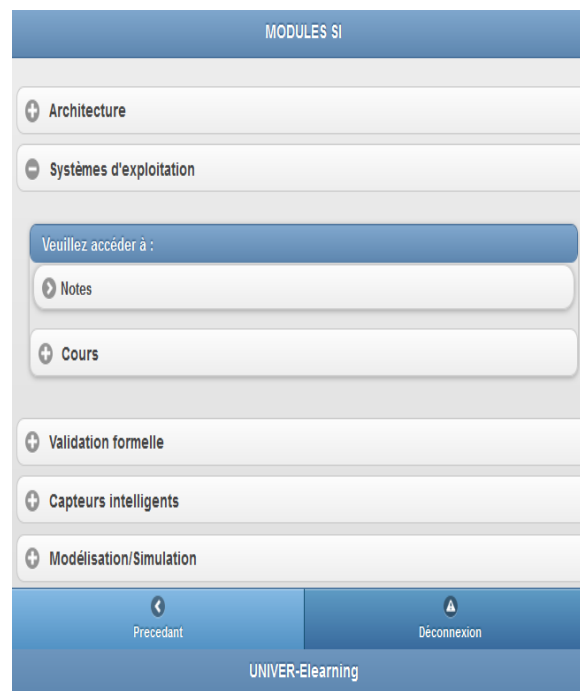 MODULES SI
Architecture
Systèmes d'exploitation
Veuillez accéder à :
Notes
Cours
Validation formelle
Capteurs intelligents
Modélisation/Simulation
Precedant
Déconnexion
UNIVER-Elearning